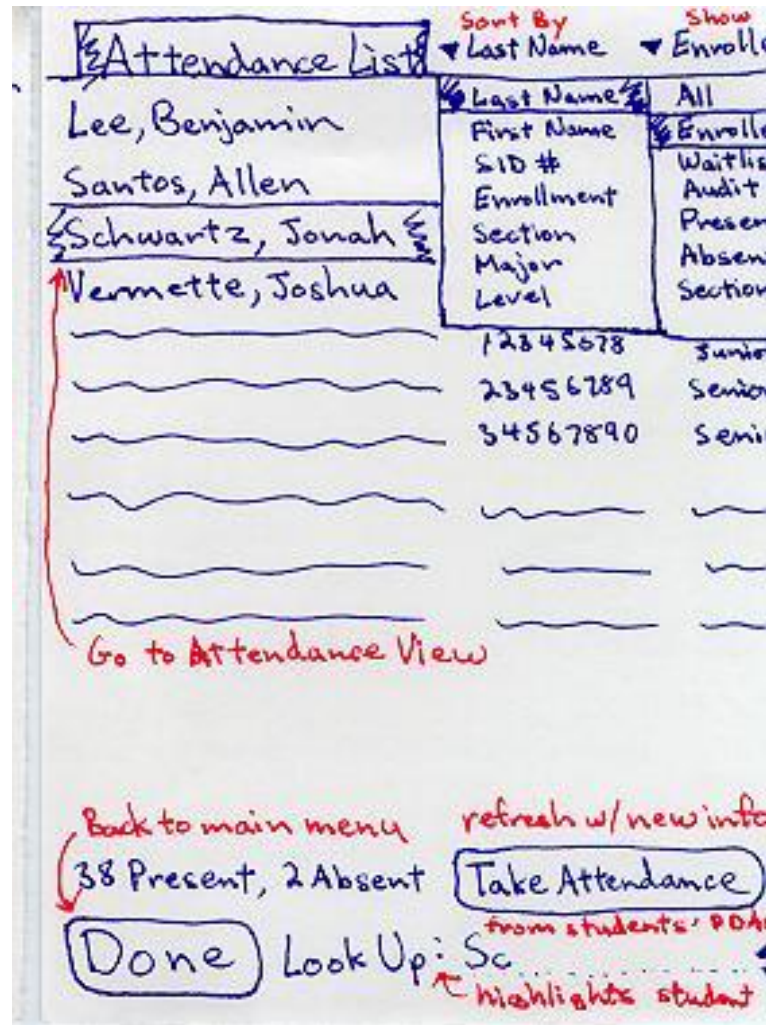 Sort By Show
Attendance List Last Name Enrolle
Lee, Benjamin
Santos, Allen
Schwartz, Jonah
Vermette, Joshua
Last Name
First Name
SID #
Enrollment
Section
Major
Level
All
Enrolle
Waitlis
Audit
Presen
Absen
Section
12345678 Junior
23456789 Senior
34567890 Seni
Go to Attendance View
Back to main menu refresh w/new info
38 Present, 2 Absent Take Attendance
from students' PDA
Done Look Up: Sc
highlights student